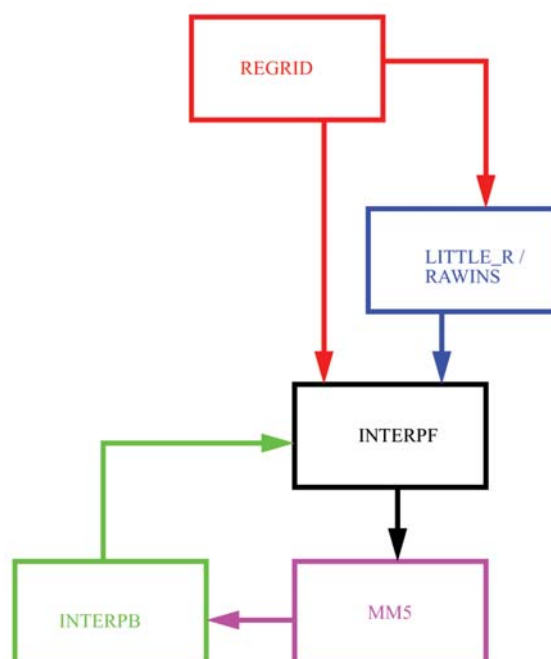 REGRID
LITTLE_R /
RAWINS
INTERPF
INTERPB
MM5